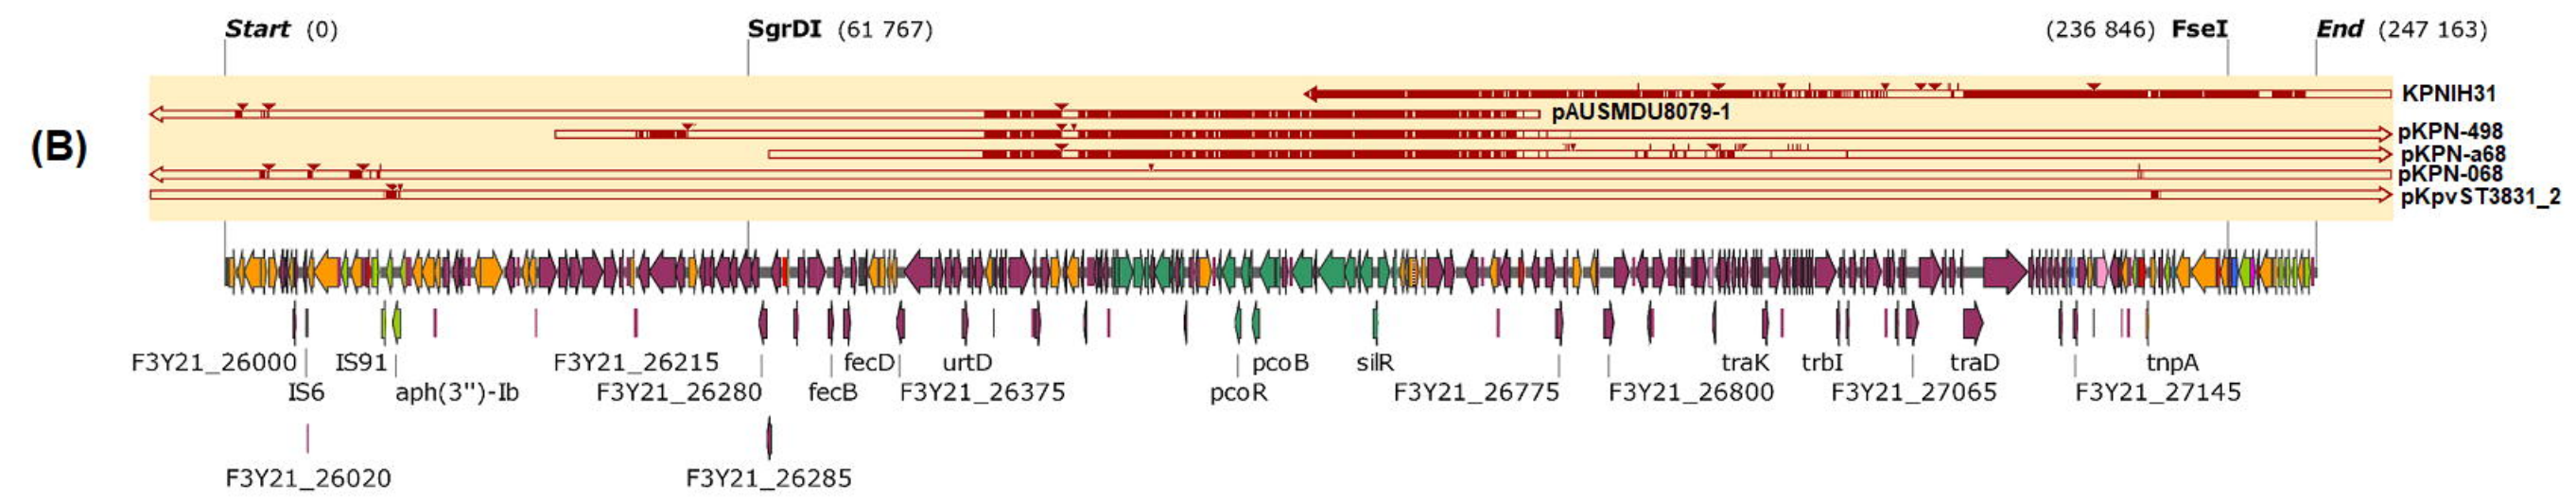 Start (0) SgrDI (61 767) (236 846) FseI End (247 163)
KPNIH31
pAUSMDU8079-1
pKPN-498
(B)
pKPN-a68
pKPN-068
pKpvST3831_2
F3Y21_26000 IS91 F3Y21_26215 fecD urtD pcoB silR traK trbI traD tnpA
IS6 aph(3")-Ib F3Y21_26280 fecB F3Y21_26375 pcoR F3Y21_26775 F3Y21_26800 F3Y21_27065 F3Y21_27145
F3Y21_26020 F3Y21_26285